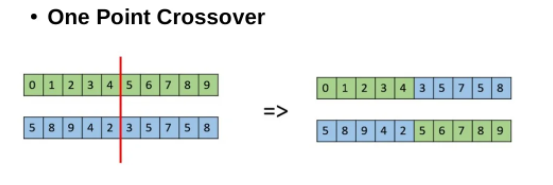 • One Point Crossover
0 1 2 3 4 5 6 7 8 9
5 8 9 4 2 3 5 7 5 8
=>
0 1 2 3 4 3 5 7 5 8
5 8 9 4 2 5 6 7 8 9